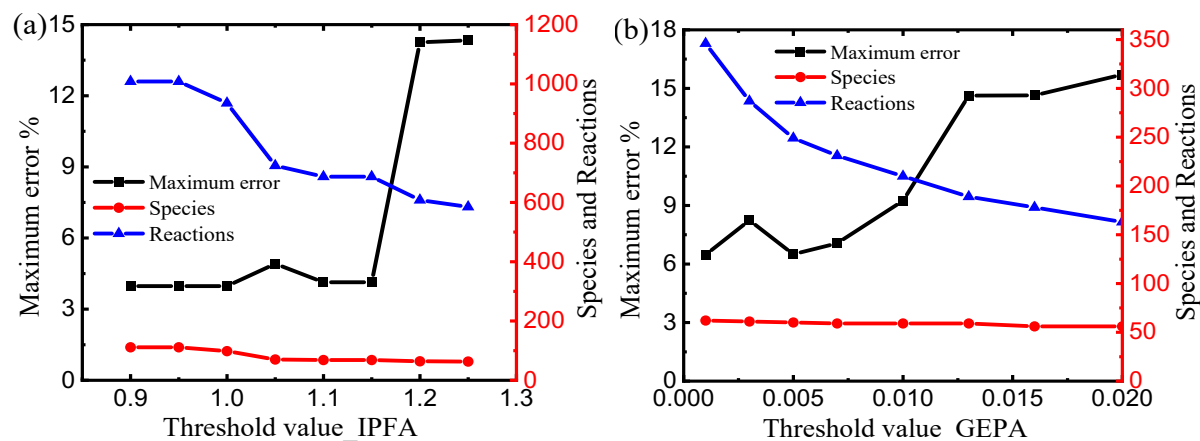 (a)
15
12
9
6
3
0
Maximum error %
Maximum error
Species
Reactions
1200
1000
800
600
400
200
0
Species and Reactions
0.9
1.0
1.1
1.2
1.3
Threshold value_IPFA
(b)
18
15
12
9
6
3
0
Maximum error %
Maximum error
Species
Reactions
350
300
250
200
150
100
50
0
Species and Reactions
0.000
0.005
0.010
0.015
0.020
Threshold value_GEPA